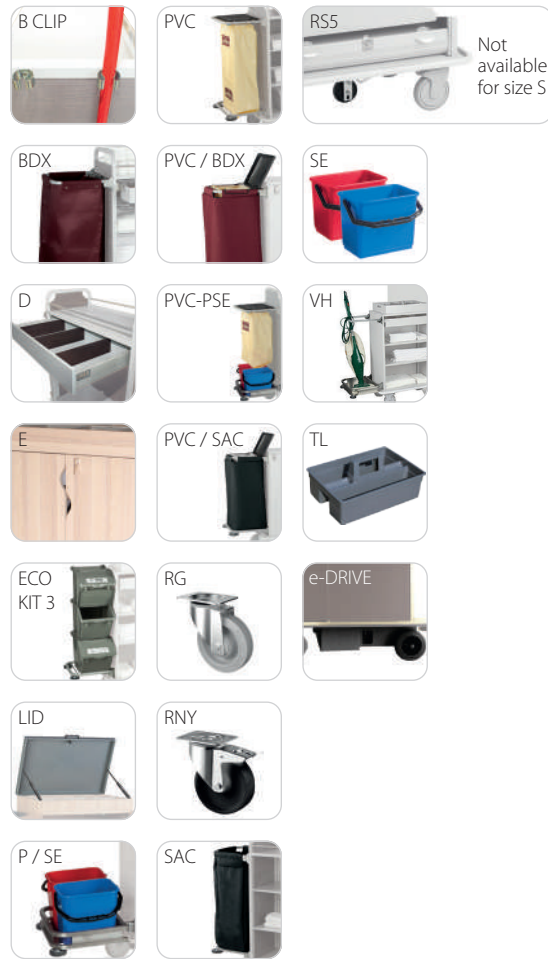 B CLIP
PVC
RS5
Not
available
for size S
BDX
PVC / BDX
SE
D
PVC-PSE
VH
E
PVC / SAC
TL
ECO
KIT 3
RG
e-DRIVE
LID
RNY
P / SE
SAC